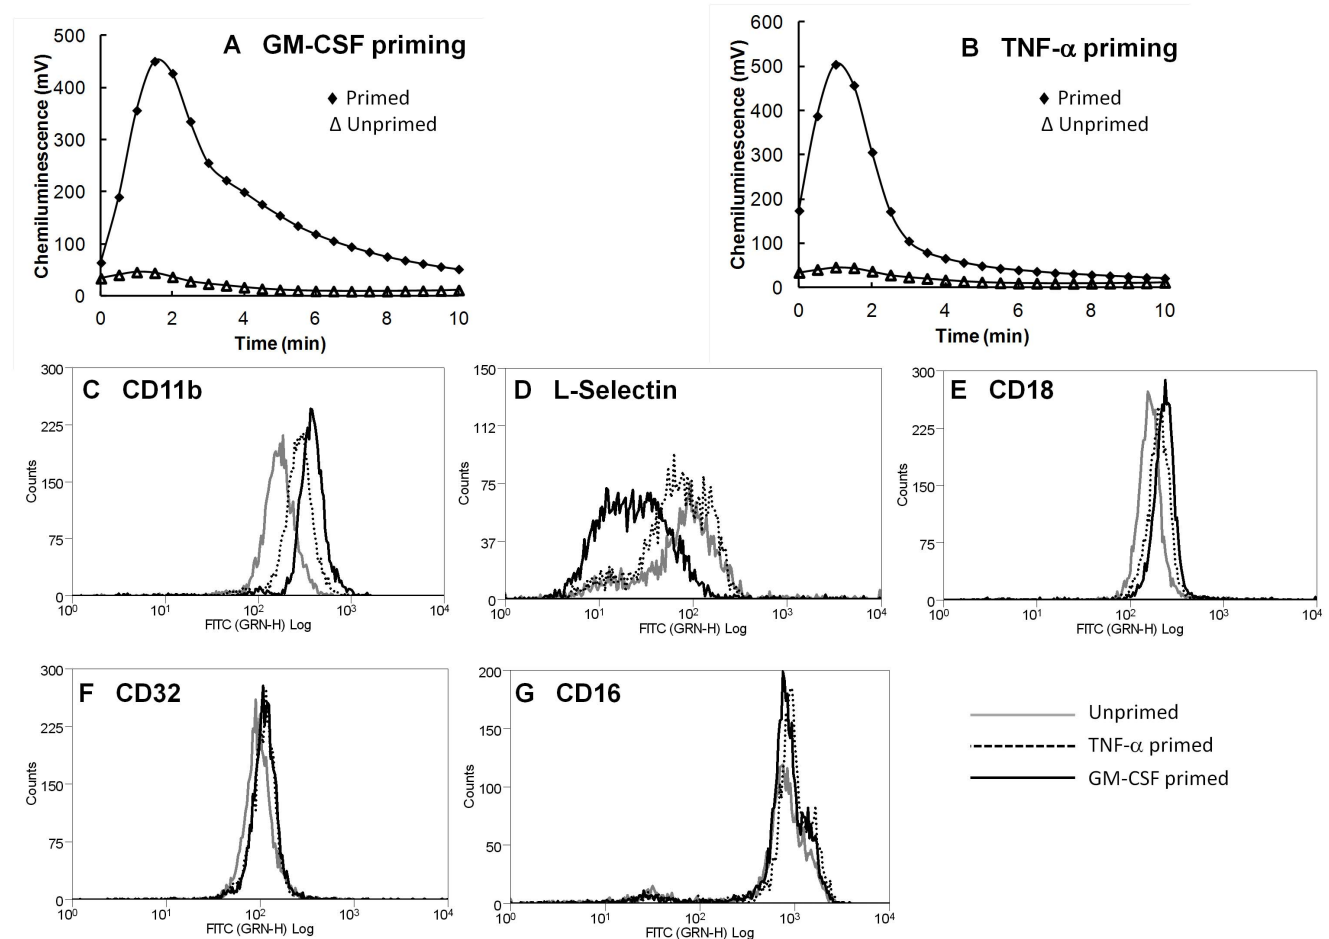 A GM-CSF priming
Chemiluminescence (mV)
500
400
300
200
100
0
Primed
Δ Unprimed
0 2 4 6 8 10
Time (min)
B TNF-α priming
Chemiluminescence (mV)
600
500
400
300
200
100
0
Primed
Δ Unprimed
0 2 4 6 8 10
Time (min)
C CD11b
Counts
300
225
150
75
0
10⁰ 10¹ 10² 10³ 10⁴
FITC (GRN-H) Log
D L-Selectin
Counts
150
112
75
37
0
10⁰ 10¹ 10² 10³ 10⁴
FITC (GRN-H) Log
E CD18
Counts
300
225
150
75
0
10⁰ 10¹ 10² 10³ 10⁴
FITC (GRN-H) Log
F CD32
Counts
300
225
150
75
0
10⁰ 10¹ 10² 10³ 10⁴
FITC (GRN-H) Log
G CD16
Counts
200
150
100
50
0
10⁰ 10¹ 10² 10³ 10⁴
FITC (GRN-H) Log
Unprimed
TNF-α primed
GM-CSF primed